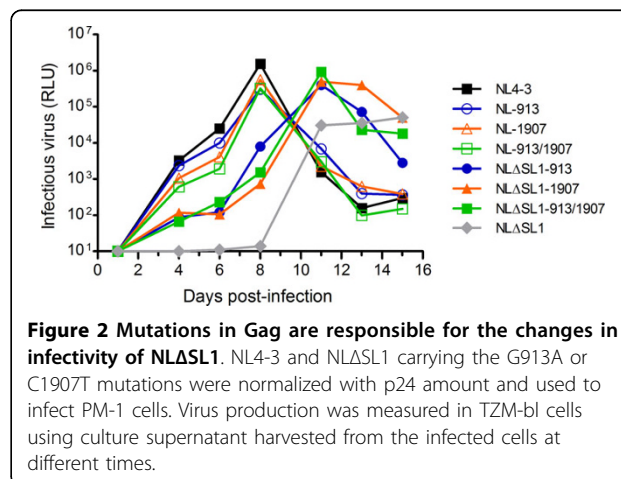 10⁷
10⁶
10⁵
10⁴
10³
10²
10¹
Infectious virus (RLU)
0 2 4 6 8 10 12 14 16
Days post-infection
NL4-3
NL-913
NL-1907
NL-913/1907
NLΔSL1-913
NLΔSL1-1907
NLΔSL1-913/1907
NLΔSL1
Figure 2 Mutations in Gag are responsible for the changes in
infectivity of NLΔSL1. NL4-3 and NLΔSL1 carrying the G913A or
C1907T mutations were normalized with p24 amount and used to
infect PM-1 cells. Virus production was measured in TZM-bl cells
using culture supernatant harvested from the infected cells at
different times.